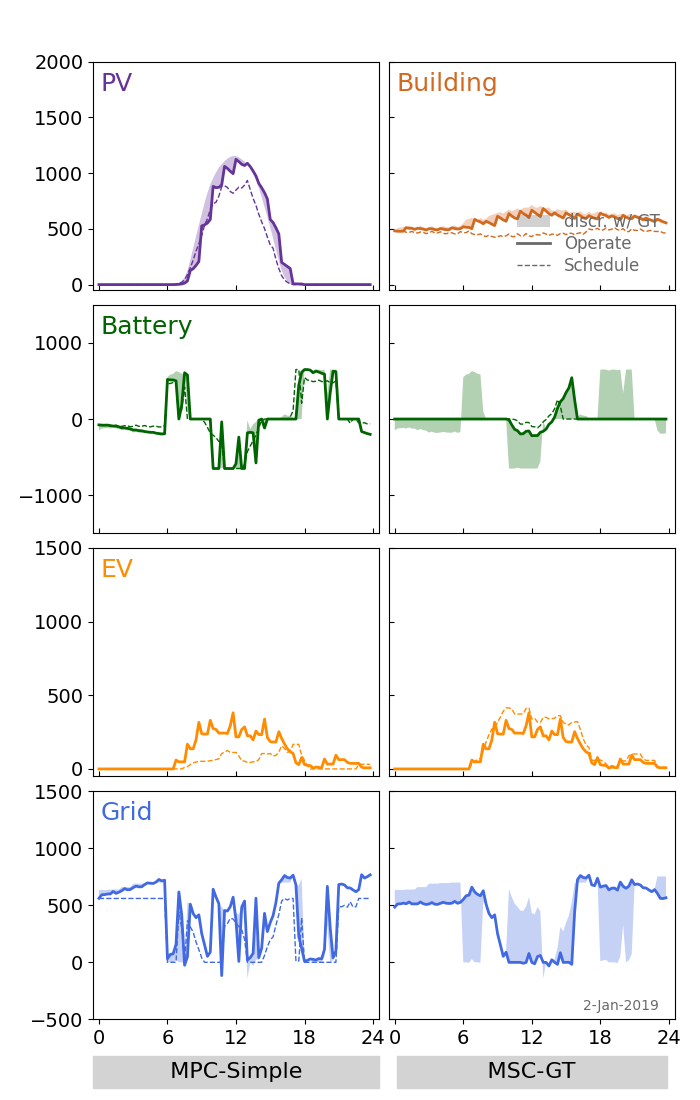 2000
PV
Building
1500
1000
500
discr. w/ GT
Operate
Schedule
0
Battery
1000
0
−1000
1500
EV
1000
500
0
1500
Grid
1000
500
0
2-Jan-2019
−500
0 6 12 18 24 0 6 12 18 24
MPC-Simple MSC-GT